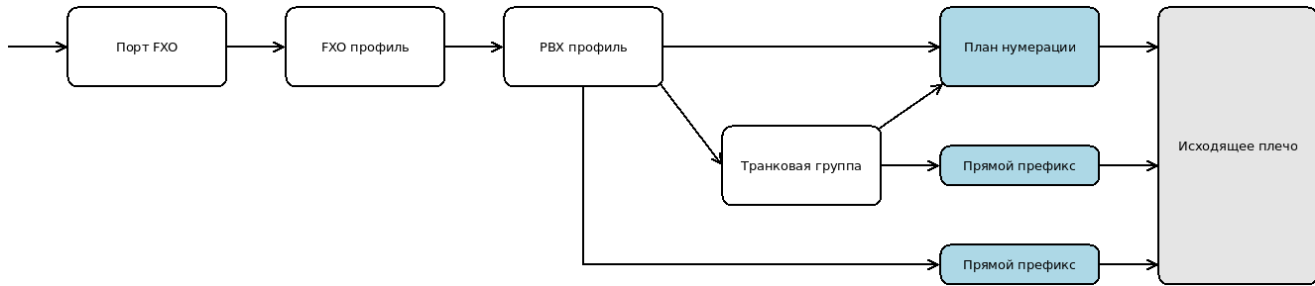 Порт FXO
FXO профиль
PBX профиль
План нумерации
Транковая группа
Прямой префикс
Исходящее плечо
Прямой префикс